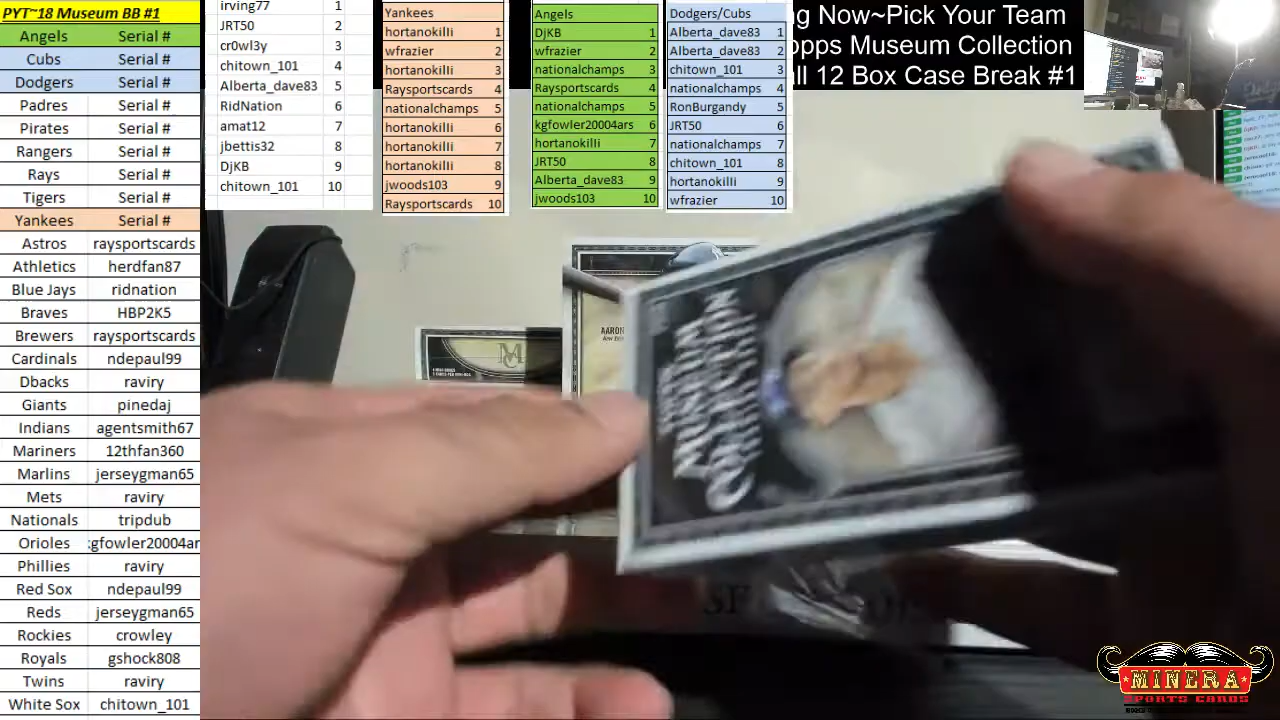 PYT~18 Museum BB #1
Angels Serial #
Cubs Serial #
Dodgers Serial #
Padres Serial #
Pirates Serial #
Rangers Serial #
Rays Serial #
Tigers Serial #
Yankees Serial #
Astros raysportscards
Athletics herdfan87
Blue Jays ridnation
Braves HBP2K5
Brewers raysportscards
Cardinals ndepaul99
Dbacks raviry
Giants pinedaj
Indians agentsmith67
Mariners 12thfan360
Marlins jerseygman65
Mets raviry
Nationals tripdub
Orioles kgfowler20004ar
Phillies raviry
Red Sox ndepaul99
Reds jerseygman65
Rockies crowley
Royals gshock808
Twins raviry
White Sox chitown_101
irving77 1
JRT50 2
cr0wl3y 3
chitown_101 4
Alberta_dave83 5
RidNation 6
amat12 7
jbettis32 8
DjKB 9
chitown_101 10
Yankees
hortanokilli 1
wfrazier 2
hortanokilli 3
Raysportscards 4
nationalchamps 5
hortanokilli 6
hortanokilli 7
hortanokilli 8
jwoods103 9
Raysportscards 10
Angels
DjKB 1
wfrazier 2
nationalchamps 3
Raysportscards 4
nationalchamps 5
kgfowler20004ars 6
hortanokilli 7
JRT50 8
Alberta_dave83 9
jwoods103 10
Dodgers/Cubs
Alberta_dave83 1
Alberta_dave83 2
chitown_101 3
nationalchamps 4
RonBurgandy 5
JRT50 6
nationalchamps 7
chitown_101 8
hortanokilli 9
wfrazier 10
g Now~Pick Your Team
opps Museum Collection
ll 12 Box Case Break #1
MC
AARON
MUSEUM
COLLECTION
MINERA
SPORTS CARDS